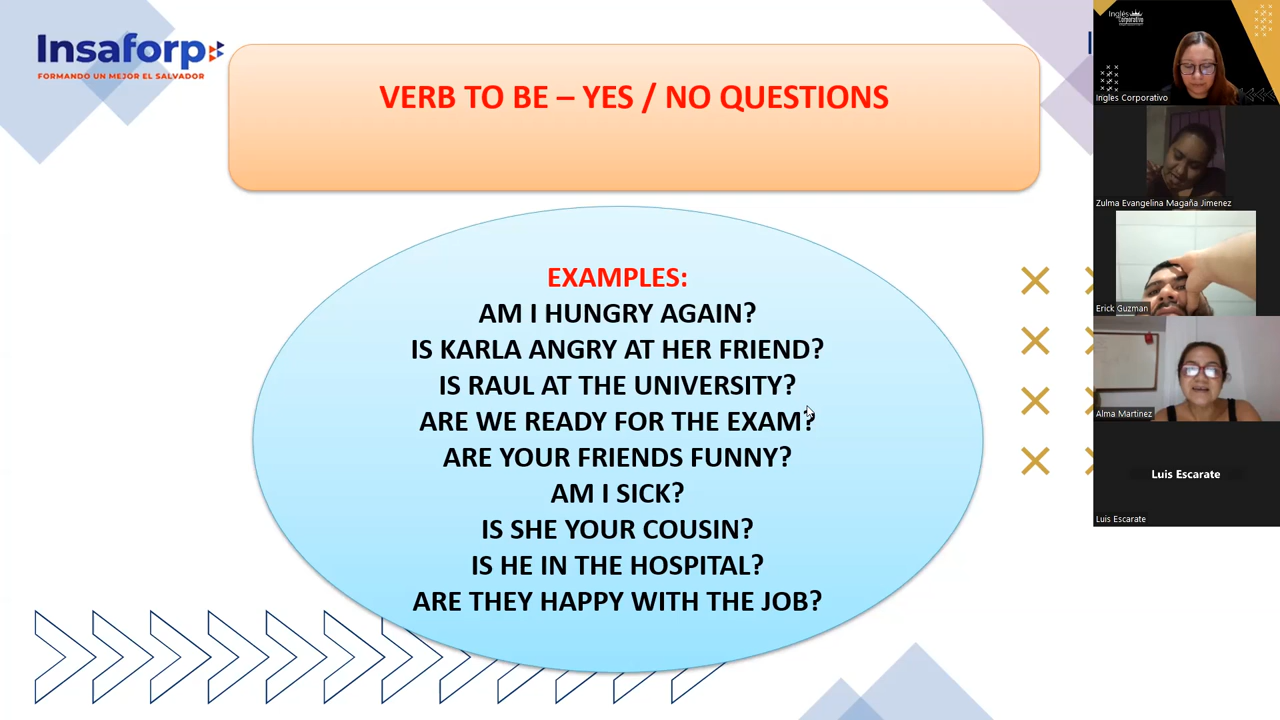 Insaforp
FORMANDO UN MEJOR EL SALVADOR
VERB TO BE – YES / NO QUESTIONS
EXAMPLES:
AM I HUNGRY AGAIN?
IS KARLA ANGRY AT HER FRIEND?
IS RAUL AT THE UNIVERSITY?
ARE WE READY FOR THE EXAM?
ARE YOUR FRIENDS FUNNY?
AM I SICK?
IS SHE YOUR COUSIN?
IS HE IN THE HOSPITAL?
ARE THEY HAPPY WITH THE JOB?
Inglés
Corporativo
Ingles Corporativo
Zulma Evangelina Magaña Jimenez
Erick Guzman
Alma Martinez
Luis Escarate
Luis Escarate